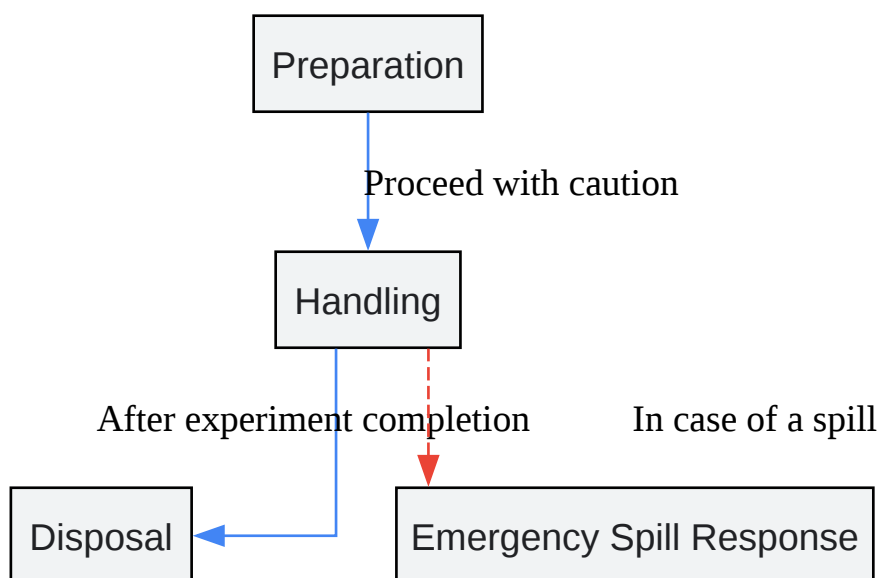 Preparation
Proceed with caution
Handling
After experiment completion
In case of a spill
Disposal
Emergency Spill Response